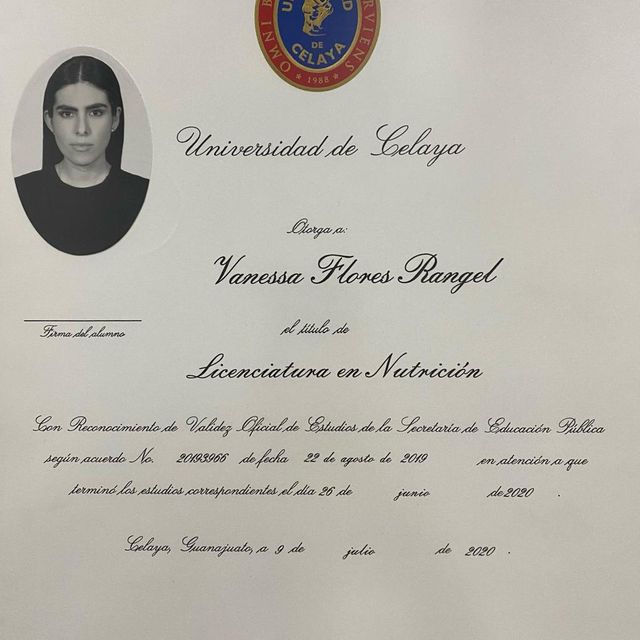 OMNI B
UN
D
RVIENS
DE
CELAYA
* 1988 *
Universidad de Celaya
Otorga a:
Vanessa Flores Rangel
Firma del alumno
el título de
Licenciatura en Nutrición
Con Reconocimiento de Validez Oficial de Estudios de la Secretaría de Educación Pública
según acuerdo No. 20193966 de fecha 22 de agosto de 2019 en atención a que
terminó los estudios correspondientes el día 26 de junio de 2020 .
Celaya, Guanajuato, a 9 de julio de 2020 .